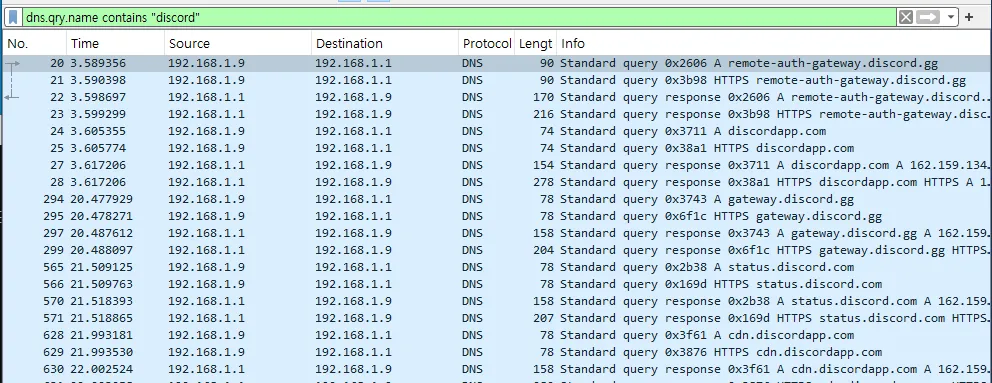 dns.qry.name contains "discord"
No. Time Source Destination Protocol Lengt Info
20 3.589356 192.168.1.9 192.168.1.1 DNS 90 Standard query 0x2606 A remote-auth-gateway.discord.gg
21 3.590398 192.168.1.9 192.168.1.1 DNS 90 Standard query 0x3b98 HTTPS remote-auth-gateway.discord.gg
22 3.598697 192.168.1.1 192.168.1.9 DNS 170 Standard query response 0x2606 A remote-auth-gateway.discord..
23 3.599299 192.168.1.1 192.168.1.9 DNS 216 Standard query response 0x3b98 HTTPS remote-auth-gateway.disc…
24 3.605355 192.168.1.9 192.168.1.1 DNS 74 Standard query 0x3711 A discordapp.com
25 3.605774 192.168.1.9 192.168.1.1 DNS 74 Standard query 0x38a1 HTTPS discordapp.com
27 3.617206 192.168.1.1 192.168.1.9 DNS 154 Standard query response 0x3711 A discordapp.com A 162.159.134…
28 3.617206 192.168.1.1 192.168.1.9 DNS 278 Standard query response 0x38a1 HTTPS discordapp.com HTTPS A 1…
294 20.477929 192.168.1.9 192.168.1.1 DNS 78 Standard query 0x3743 A gateway.discord.gg
295 20.478271 192.168.1.9 192.168.1.1 DNS 78 Standard query 0x6f1c HTTPS gateway.discord.gg
297 20.487612 192.168.1.1 192.168.1.9 DNS 158 Standard query response 0x3743 A gateway.discord.gg A 162.15…
299 20.488097 192.168.1.1 192.168.1.9 DNS 204 Standard query response 0x6f1c HTTPS gateway.discord.gg HTTPS…
565 21.509125 192.168.1.9 192.168.1.1 DNS 78 Standard query 0x2b38 A status.discord.com
566 21.509763 192.168.1.9 192.168.1.1 DNS 78 Standard query 0x169d HTTPS status.discord.com
570 21.518393 192.168.1.1 192.168.1.9 DNS 158 Standard query response 0x2b38 A status.discord.com A 162.159…
571 21.518865 192.168.1.1 192.168.1.9 DNS 207 Standard query response 0x169d HTTPS status.discord.com HTTPS…
628 21.993181 192.168.1.9 192.168.1.1 DNS 78 Standard query 0x3f61 A cdn.discordapp.com
629 21.993530 192.168.1.9 192.168.1.1 DNS 78 Standard query 0x3876 HTTPS cdn.discordapp.com
630 22.002524 192.168.1.1 192.168.1.9 DNS 158 Standard query response 0x3f61 A cdn.discordapp.com A 162.159…